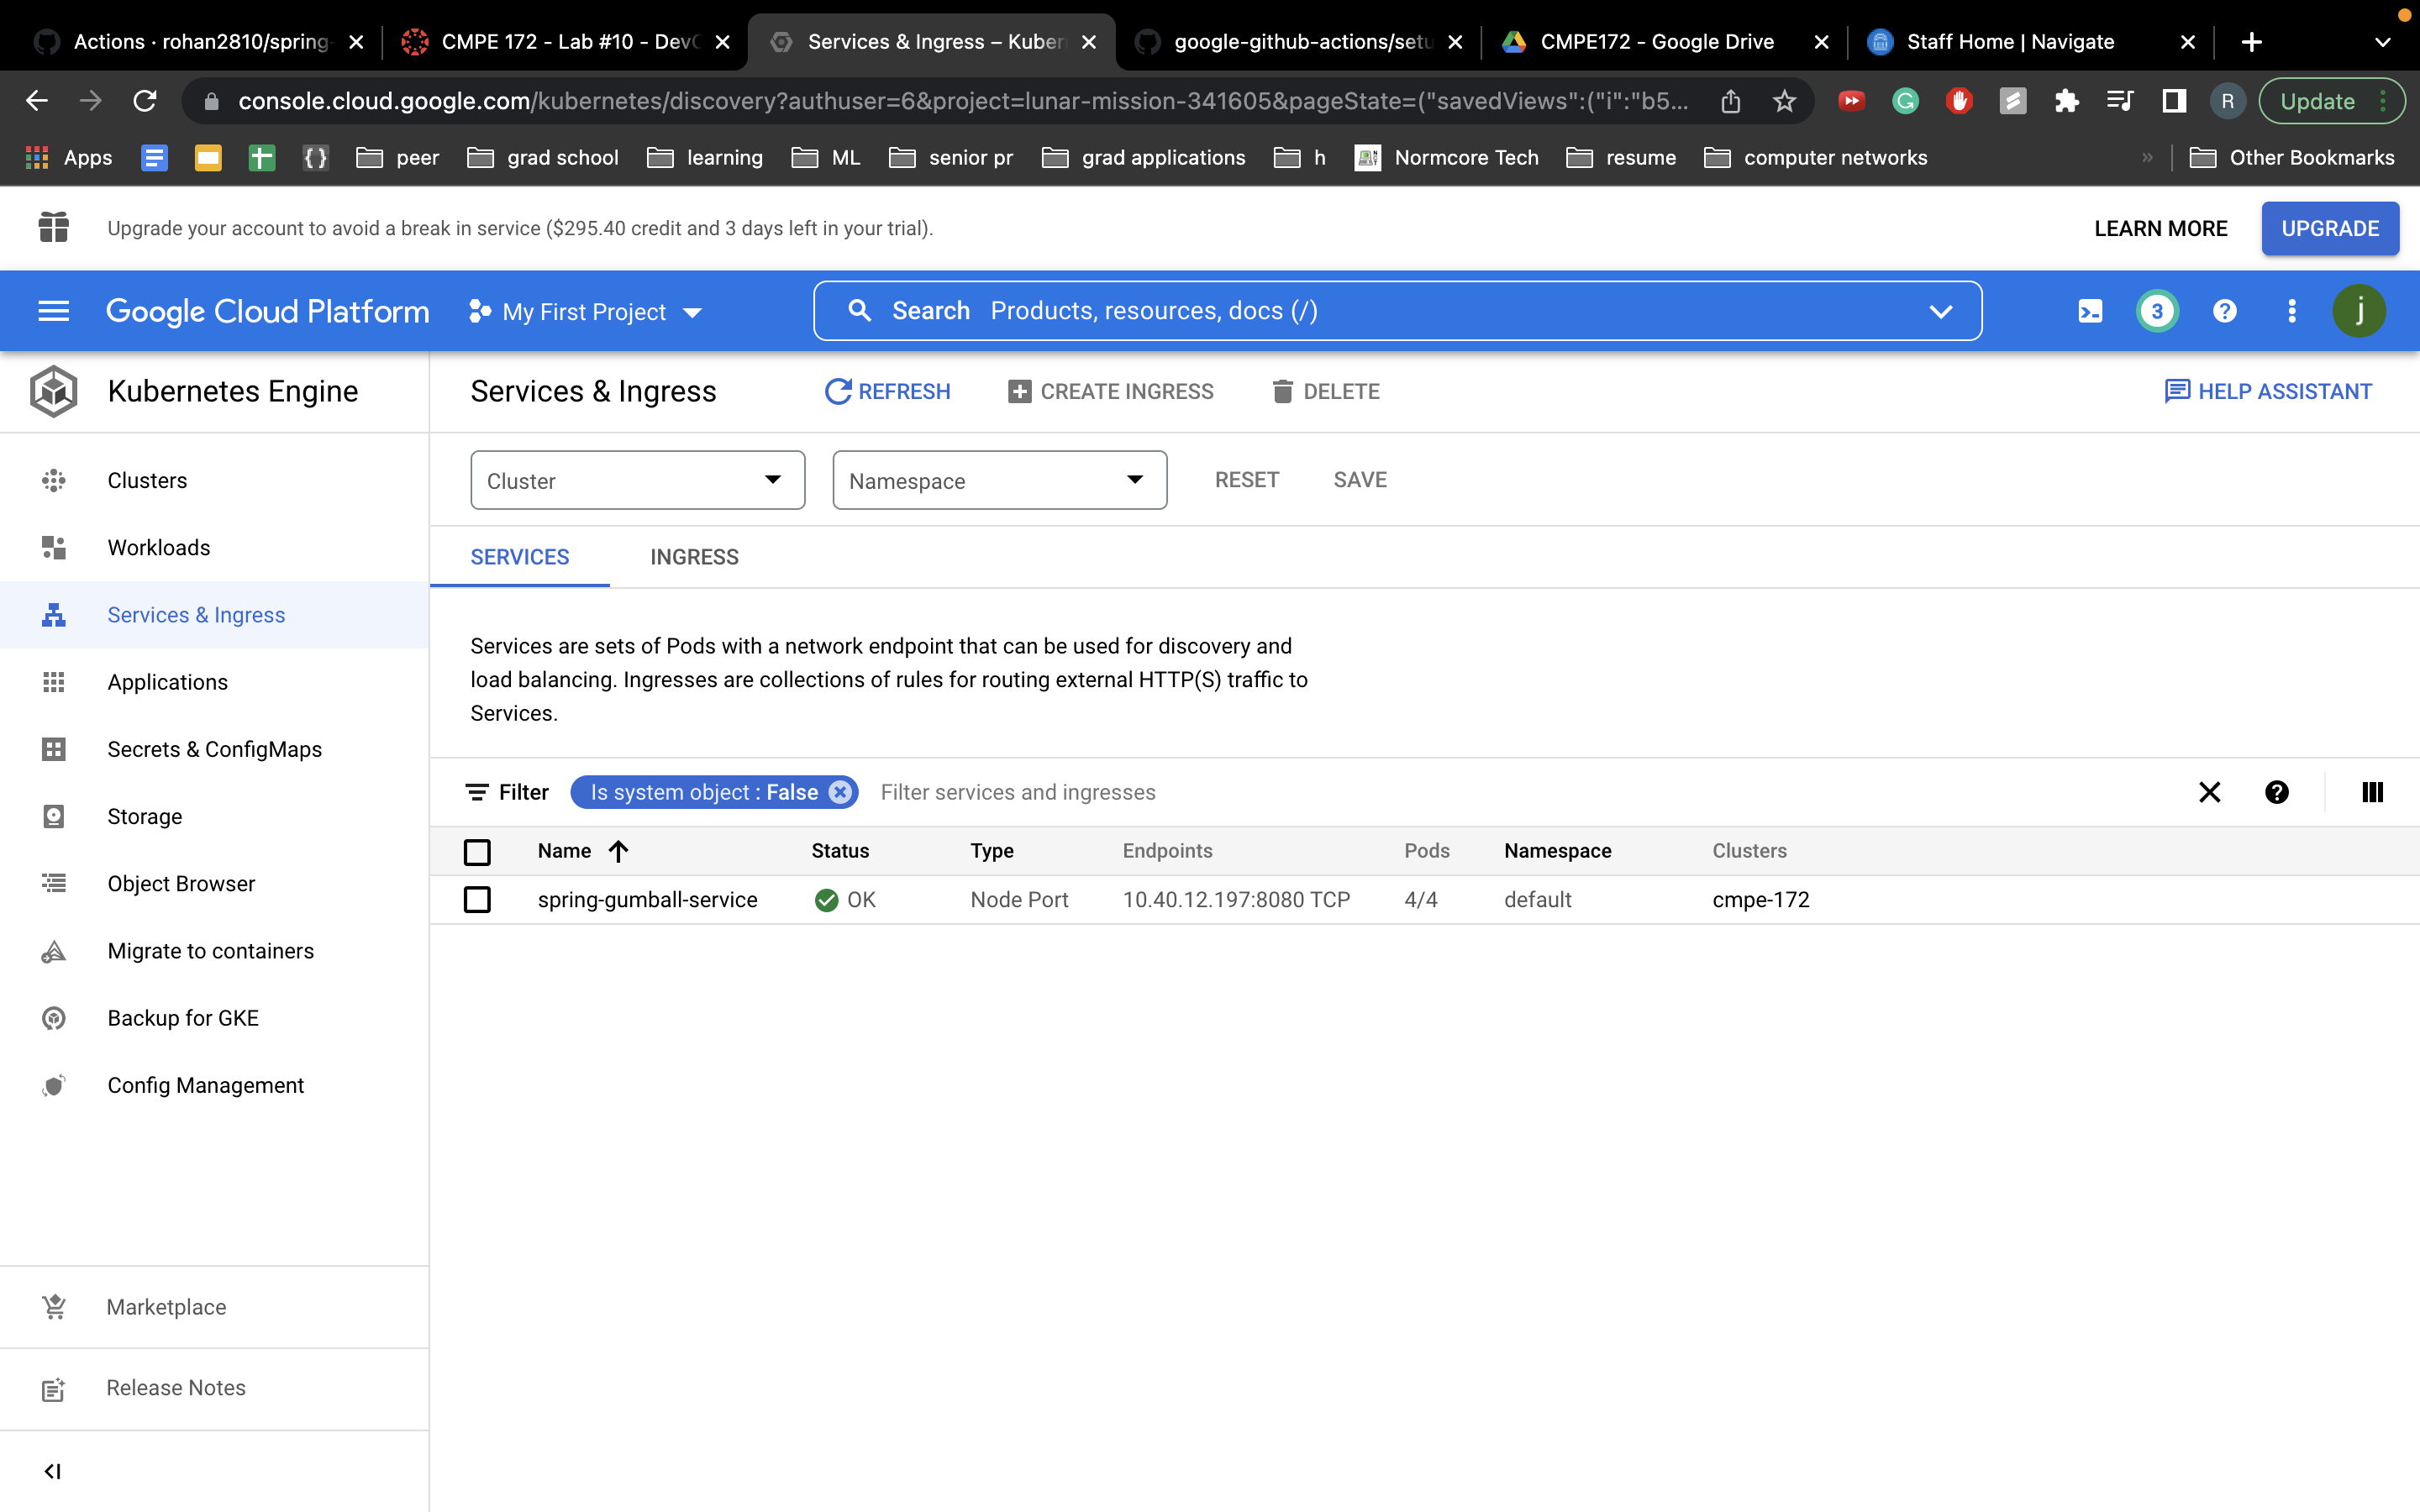 Actions · rohan2810/spring-
CMPE 172 - Lab #10 - DevO
Services & Ingress – Kuber
google-github-actions/setu
CMPE172 - Google Drive
Staff Home | Navigate
console.cloud.google.com/kubernetes/discovery?authuser=6&project=lunar-mission-341605&pageState=("savedViews":("i":"b5...
R
Update
Apps
peer
grad school
learning
ML
senior pr
grad applications
h
Normcore Tech
resume
computer networks
»
Other Bookmarks
Upgrade your account to avoid a break in service ($295.40 credit and 3 days left in your trial).
LEARN MORE
UPGRADE
Google Cloud Platform
My First Project
Search Products, resources, docs (/)
3
j
Kubernetes Engine
Services & Ingress
REFRESH
CREATE INGRESS
DELETE
HELP ASSISTANT
Clusters
Workloads
Services & Ingress
Applications
Secrets & ConfigMaps
Storage
Object Browser
Migrate to containers
Backup for GKE
Config Management
Marketplace
Release Notes
Cluster
Namespace
RESET
SAVE
SERVICES
INGRESS
Services are sets of Pods with a network endpoint that can be used for discovery and
load balancing. Ingresses are collections of rules for routing external HTTP(S) traffic to
Services.
Filter
Is system object : False
Filter services and ingresses
Name Status Type Endpoints Pods Namespace Clusters
spring-gumball-service OK Node Port 10.40.12.197:8080 TCP 4/4 default cmpe-172